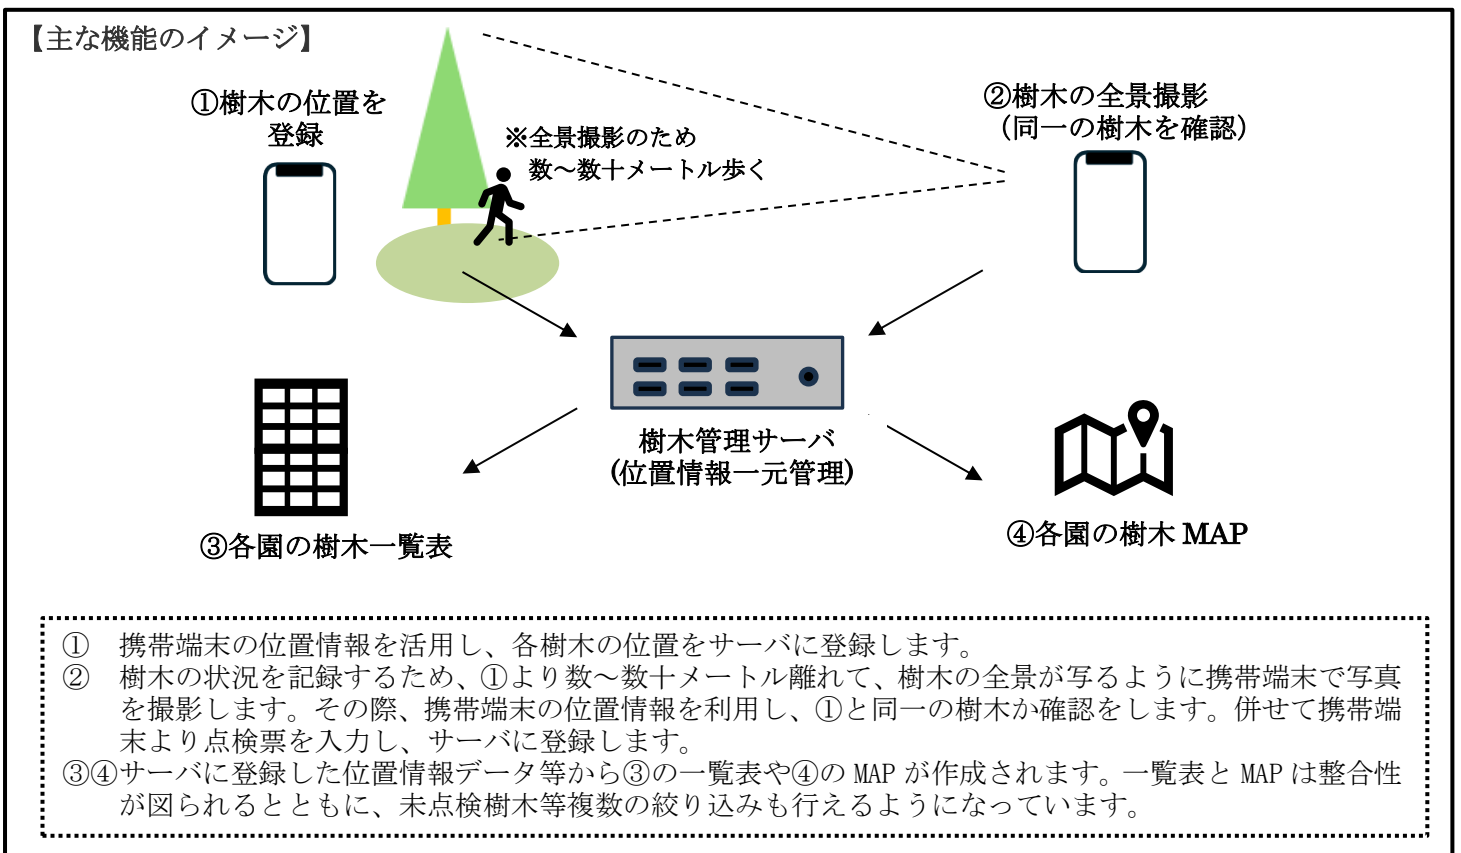 【主な機能のイメージ】
①樹木の位置を
登録
※全景撮影のため
数～数十メートル歩く
②樹木の全景撮影
（同一の樹木を確認）
樹木管理サーバ
(位置情報一元管理)
③各園の樹木一覧表
④各園の樹木 MAP
①　携帯端末の位置情報を活用し、各樹木の位置をサーバに登録します。
②　樹木の状況を記録するため、①より数～数十メートル離れて、樹木の全景が写るように携帯端末で写真
を撮影します。その際、携帯端末の位置情報を利用し、①と同一の樹木か確認をします。併せて携帯端
末より点検票を入力し、サーバに登録します。
③④サーバに登録した位置情報データ等から③の一覧表や④の MAP が作成されます。一覧表と MAP は整合性
が図られるとともに、未点検樹木等複数の絞り込みも行えるようになっています。